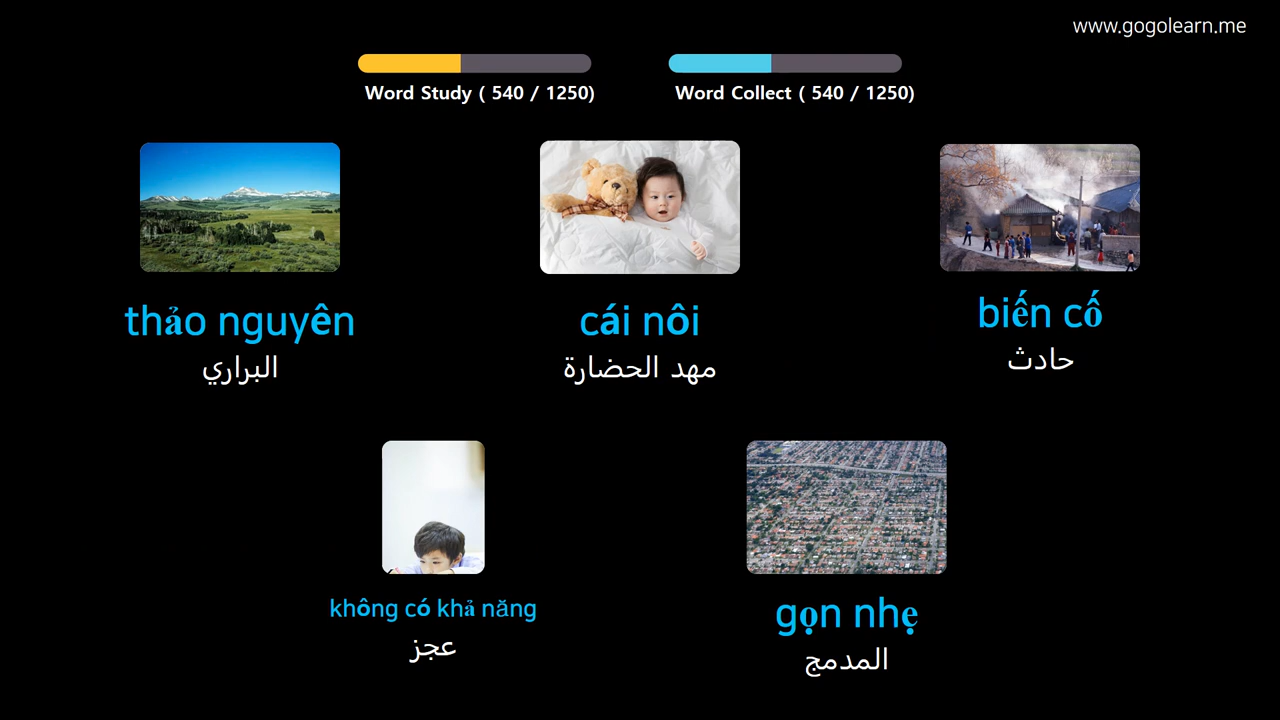 www.gogolearn.me
Word Study ( 540 / 1250)
Word Collect ( 540 / 1250)
thảo nguyên
البراري
cái nôi
مهد الحضارة
biến cố
حادث
không có khả năng
عجز
gọn nhẹ
المدمج